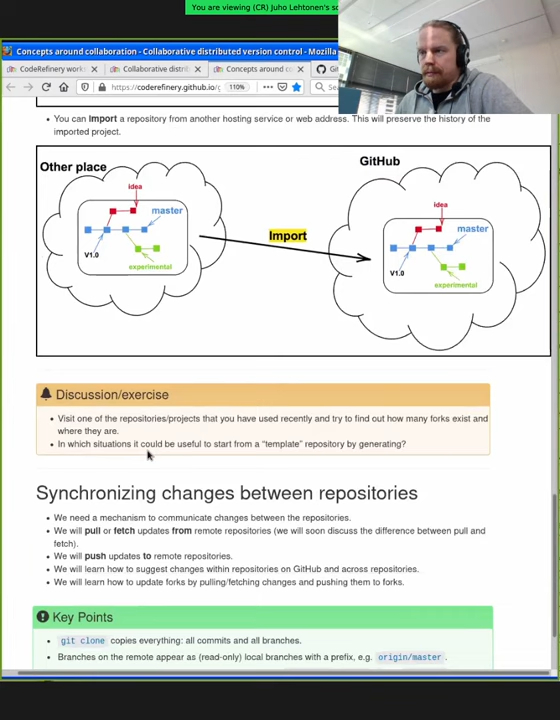 You are viewing (CR) Juho Lehtonen's
Concepts around collaboration - Collaborative distributed version control - Mozilla
CodeRefinery work
Collaborative distri
Concepts around c
https://coderefinery.github.io/
110%
You can Import a repository from another hosting service or web address. This will preserve the history of the
imported project.
Other place
GitHub
idea
master
V1.0
experimental
Import
idea
master
V1.0
experimental
Discussion/exercise
Visit one of the repositories/projects that you have used recently and try to find out how many forks exist and
where they are.
In which situations it could be useful to start from a "template" repository by generating?
Synchronizing changes between repositories
We need a mechanism to communicate changes between the repositories.
We will pull or fetch updates from remote repositories (we will soon discuss the difference between pull and
fetch).
We will push updates to remote repositories.
We will learn how to suggest changes within repositories on GitHub and across repositories.
We will learn how to update forks by pulling/fetching changes and pushing them to forks.
Key Points
git clone copies everything: all commits and all branches.
Branches on the remote appear as (read-only) local branches with a prefix, e.g. origin/master.